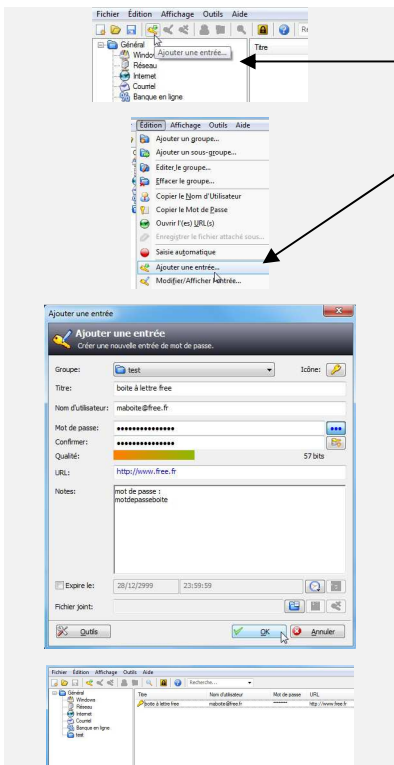 Fichier Édition Affichage Outils Aide
Ajouter une entrée...
Titre
Général
Réseau
Internet
Courriel
Banque en ligne
Édition Affichage Outils Aide
Ajouter un groupe...
Ajouter un sous-groupe...
Editer le groupe...
Effacer le groupe...
Copier le Nom d'Utilisateur
Copier le Mot de Passe
Ouvrir l'(es) URL(s)
Enregistrer le fichier attaché sous...
Saisie automatique
Ajouter une entrée...
Modifier/Afficher l'entrée...
Ajouter une entrée
Ajouter une entrée
Créer une nouvelle entrée de mot de passe.
Groupe: test Icône:
Titre: boite à lettre free
Nom d'utilisateur: maboite@free.fr
Mot de passe: •••••••••••••••
Confirmer: •••••••••••••••
Qualité: 57 bits
URL: http://www.free.fr
Notes: mot de passe :
motdepasseboite
Expire le: 28/12/2999 23:59:59
Fichier joint:
Outils OK Annuler
Fichier Edition Affichage Outils Aide
Recherche...
Général
Windows
Réseau
Internet
Courriel
Banque en ligne
test
Titre Nom d'utilisateur Mot de passe URL
boite à lettre free maboite@free.fr ******** http://www.free.fr